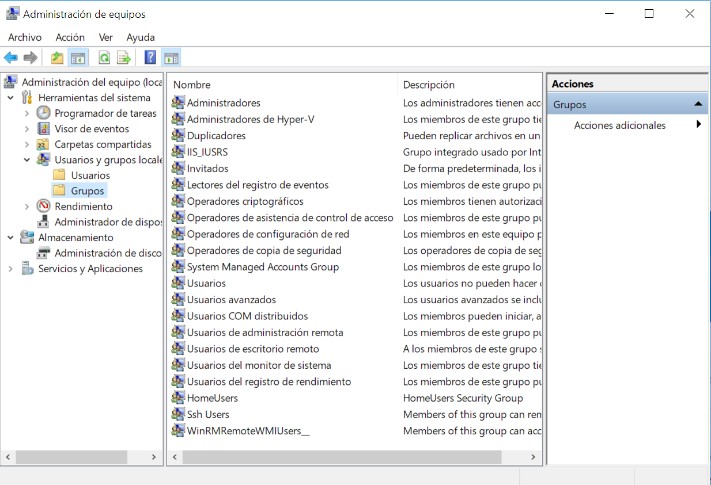 Administración de equipos
Archivo Acción Ver Ayuda
Administración del equipo (loca
Herramientas del sistema
Programador de tareas
Visor de eventos
Carpetas compartidas
Usuarios y grupos locale
Usuarios
Grupos
Rendimiento
Administrador de dispos
Almacenamiento
Administración de disco
Servicios y Aplicaciones
Nombre Descripción
Administradores Los administradores tienen acc
Administradores de Hyper-V Los miembros de este grupo tie
Duplicadores Pueden replicar archivos en un
IIS_IUSRS Grupo integrado usado por Int
Invitados De forma predeterminada, los i
Lectores del registro de eventos Los miembros de este grupo pu
Operadores criptográficos Los miembros tienen autorizaci
Operadores de asistencia de control de acceso Los miembros de este grupo pu
Operadores de configuración de red Los miembros en este equipo p
Operadores de copia de seguridad Los operadores de copia de seg
System Managed Accounts Group Los miembros de este grupo lo
Usuarios Los usuarios no pueden hacer c
Usuarios avanzados Los usuarios avanzados se inclu
Usuarios COM distribuidos Los miembros pueden iniciar, a
Usuarios de administración remota Los miembros de este grupo pu
Usuarios de escritorio remoto A los miembros de este grupo s
Usuarios del monitor de sistema Los miembros de este grupo tie
Usuarios del registro de rendimiento Los miembros de este grupo pu
HomeUsers HomeUsers Security Group
Ssh Users Members of this group can ren
WinRMRemoteWMIUsers__ Members of this group can acc
Acciones
Grupos
Acciones adicionales